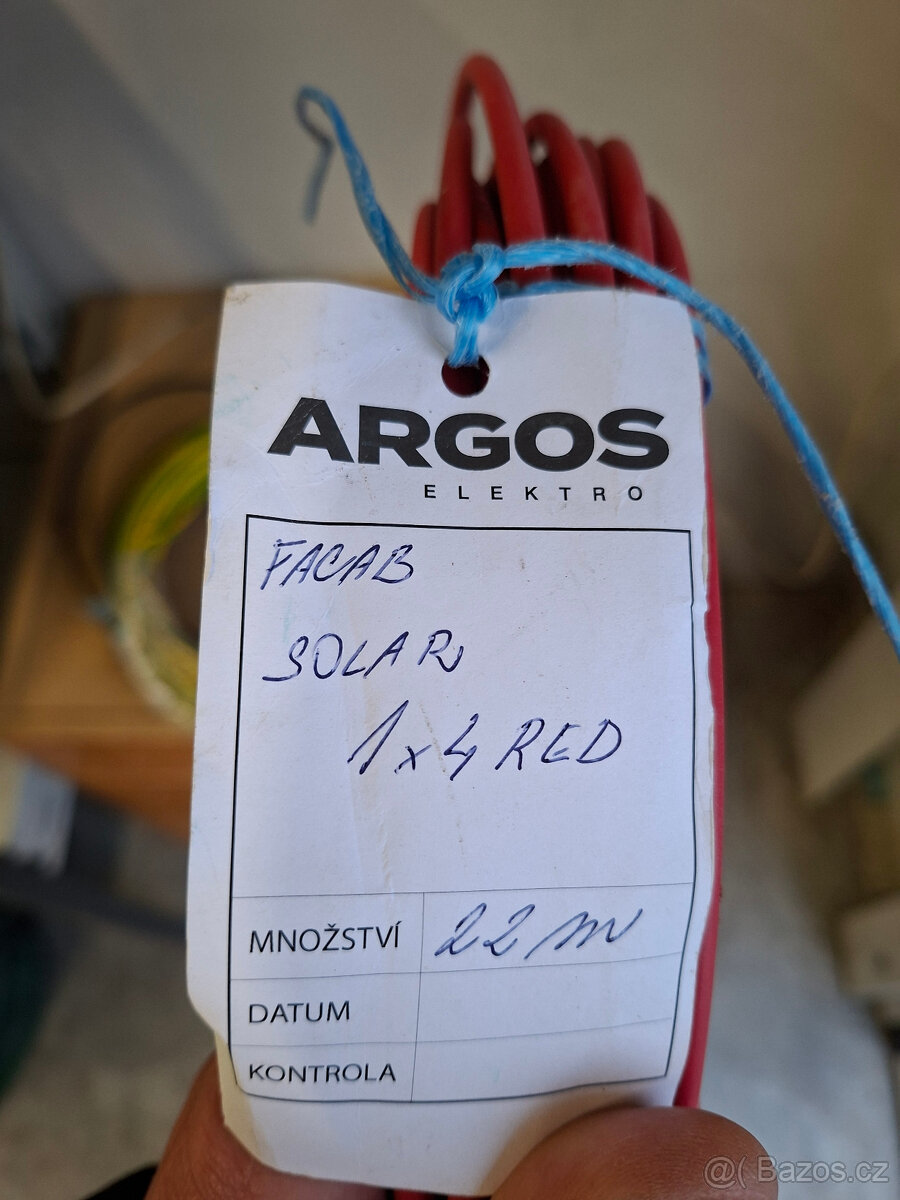 ARGOS
ELEKTRO
FACAB
SOLAR
1x4 RED
MNOŽSTVÍ 22 m
DATUM
KONTROLA
@( Bazos.cz